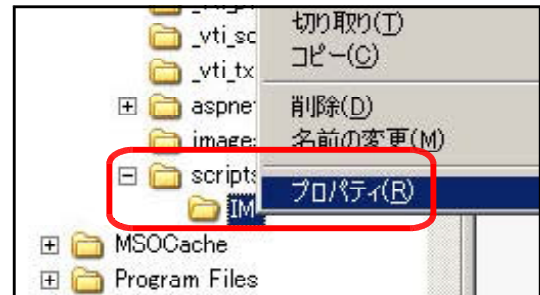 _vti_sc
_vti_tx
aspne
image
scripts
IM
MSOCache
Program Files
切り取り(T)
コピー(C)
削除(D)
名前の変更(M)
プロパティ(R)